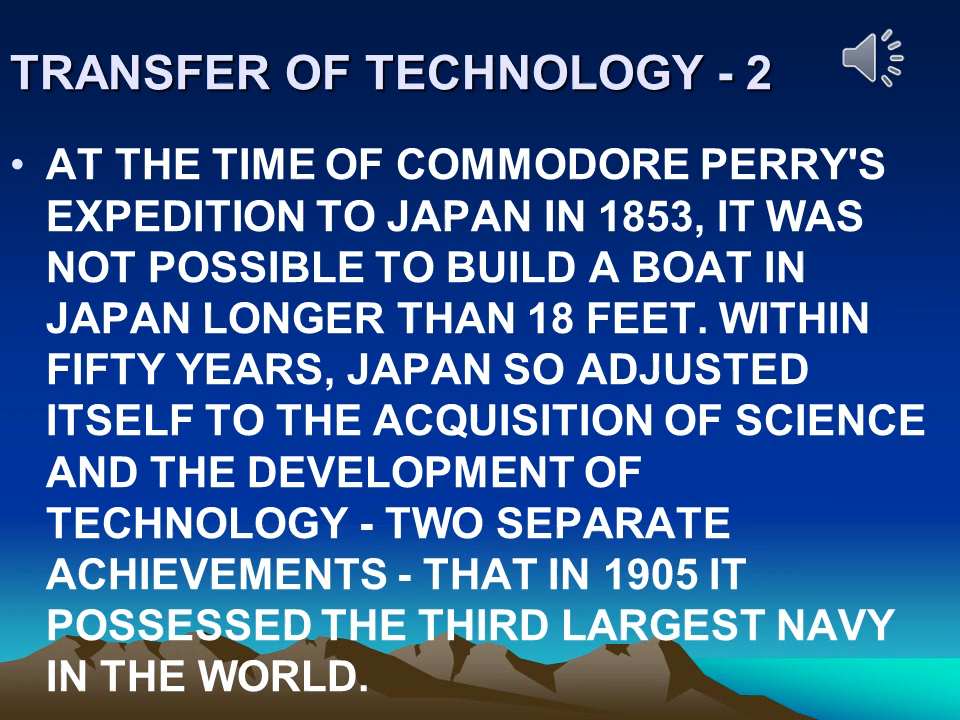 TRANSFER OF TECHNOLOGY - 2
• AT THE TIME OF COMMODORE PERRY'S
EXPEDITION TO JAPAN IN 1853, IT WAS
NOT POSSIBLE TO BUILD A BOAT IN
JAPAN LONGER THAN 18 FEET. WITHIN
FIFTY YEARS, JAPAN SO ADJUSTED
ITSELF TO THE ACQUISITION OF SCIENCE
AND THE DEVELOPMENT OF
TECHNOLOGY - TWO SEPARATE
ACHIEVEMENTS - THAT IN 1905 IT
POSSESSED THE THIRD LARGEST NAVY
IN THE WORLD.